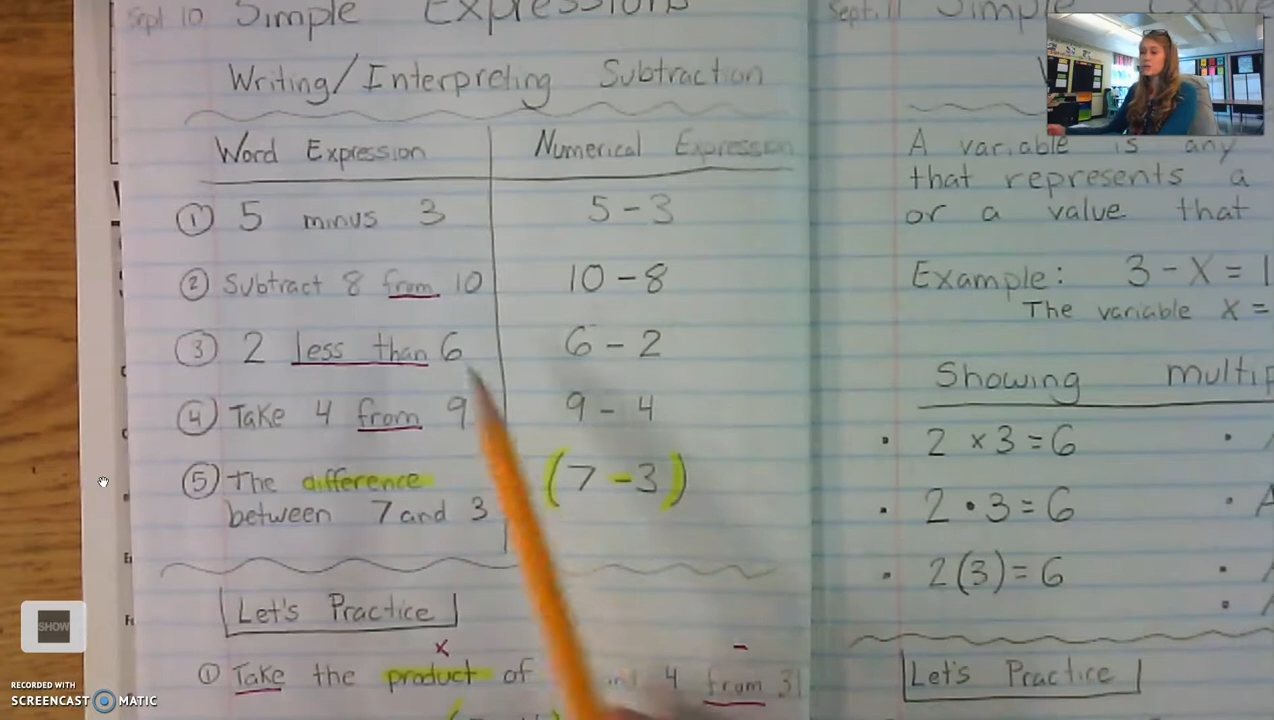 Sept 10 Simple Expressions
Writing/Interpreting Subtraction
Word Expression Numerical Expression
① 5 minus 3 5 - 3
② Subtract 8 from 10 10 - 8
③ 2 less than 6 6 - 2
④ Take 4 from 9 9 - 4
⑤ The difference (7 - 3)
between 7 and 3
Let's Practice
x -
① Take the product of 4 from 31
Sept. 11 Simple
A variable is any
that represents a
or a value that
Example: 3 - X = 1
The variable X =
Showing
• 2 x 3 = 6
• 2 • 3 = 6
• 2(3) = 6
Let's Practice
SHOW
RECORDED WITH
SCREENCAST MATIC